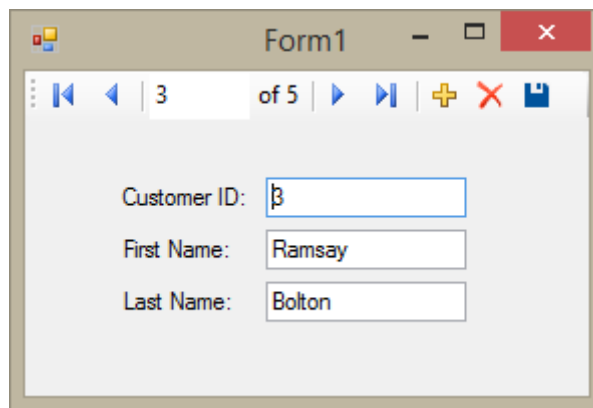 Form1
3 of 5
Customer ID: 3
First Name: Ramsay
Last Name: Bolton